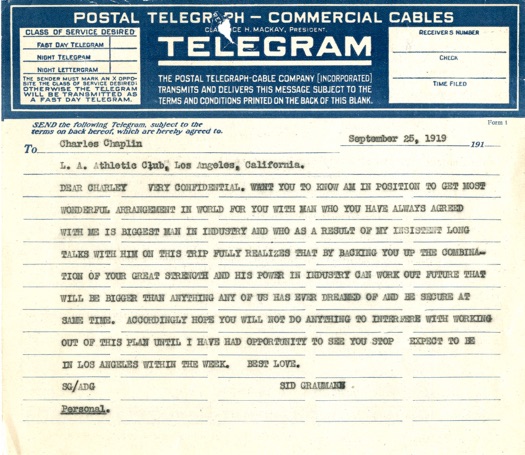 POSTAL TELEGRAPH – COMMERCIAL CABLES
CLARENCE H. MACKAY, PRESIDENT.
TELEGRAM
CLASS OF SERVICE DESIRED
FAST DAY TELEGRAM
NIGHT TELEGRAM
NIGHT LETTERGRAM
THE SENDER MUST MARK AN X OPPO-
SITE THE CLASS OF SERVICE DESIRED;
OTHERWISE THE TELEGRAM
WILL BE TRANSMITTED AS
A FAST DAY TELEGRAM.
THE POSTAL TELEGRAPH-CABLE COMPANY (INCORPORATED)
TRANSMITS AND DELIVERS THIS MESSAGE SUBJECT TO THE
TERMS AND CONDITIONS PRINTED ON THE BACK OF THIS BLANK.
RECEIVER'S NUMBER
CHECK
TIME FILED
SEND the following Telegram, subject to the
terms on back hereof, which are hereby agreed to.
Form 1
September 25, 1919 191
To Charles Chaplin
L. A. Athletic Club, Los Angeles, California.
DEAR CHARLEY VERY CONFIDENTIAL. WANT YOU TO KNOW AM IN POSITION TO GET MOST
WONDERFUL ARRANGEMENT IN WORLD FOR YOU WITH MAN WHO YOU HAVE ALWAYS AGREED
WITH ME IS BIGGEST MAN IN INDUSTRY AND WHO AS A RESULT OF MY INSISTENT LONG
TALKS WITH HIM ON THIS TRIP FULLY REALIZES THAT BY BACKING YOU UP THE COMBINA-
TION OF YOUR GREAT STRENGTH AND HIS POWER IN INDUSTRY CAN WORK OUT FUTURE THAT
WILL BE BIGGER THAN ANYTHING ANY OF US HAS EVER DREAMED OF AND BE SECURE AT
SAME TIME. ACCORDINGLY HOPE YOU WILL NOT DO ANYTHING TO INTERFERE WITH WORKING
OUT OF THIS PLAN UNTIL I HAVE HAD OPPORTUNITY TO SEE YOU STOP EXPECT TO BE
IN LOS ANGELES WITHIN THE WEEK. BEST LOVE.
SG/ADG SID GRAUMANN.
Personal.